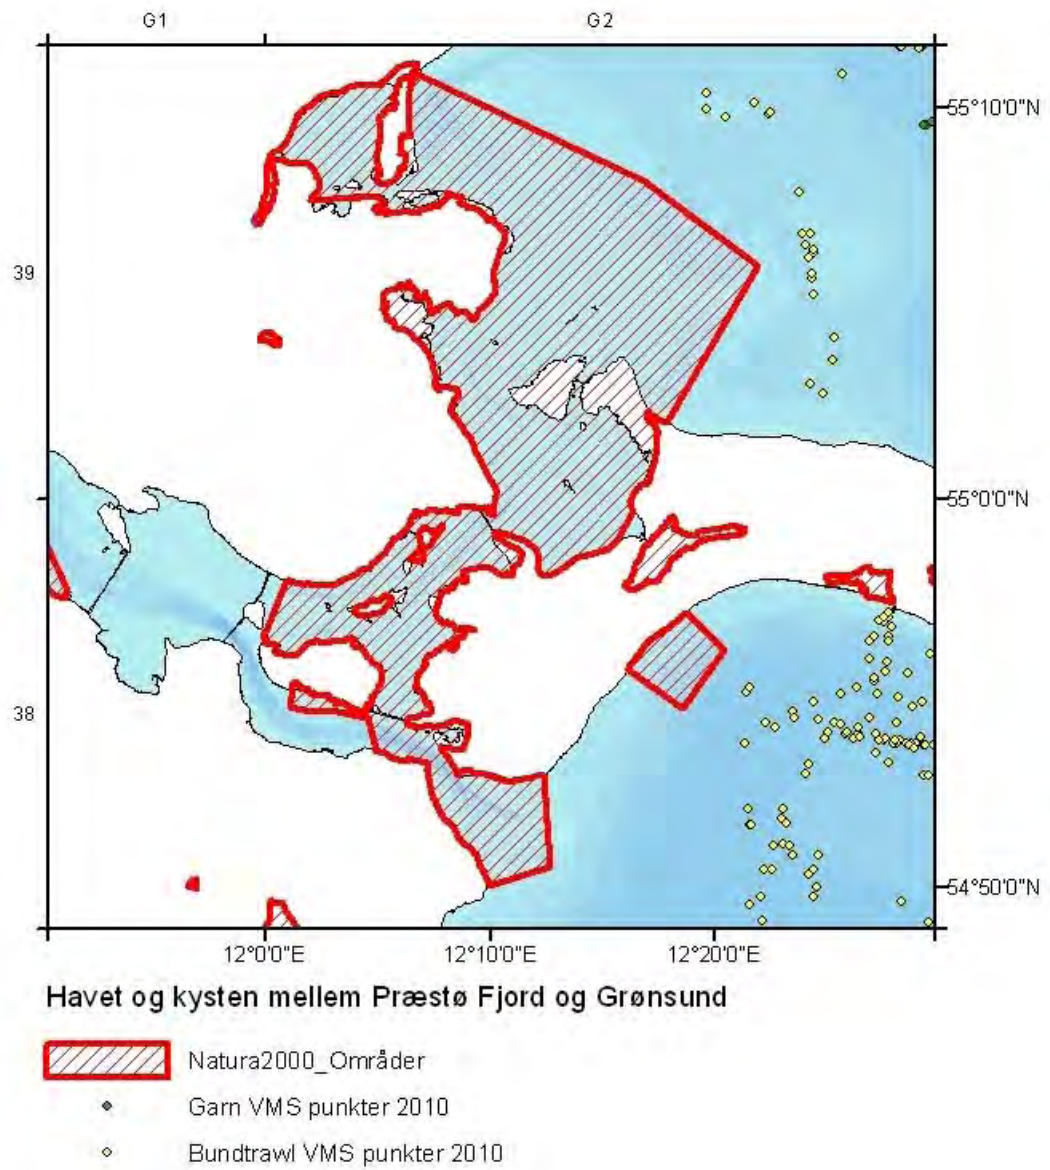 G1 G2
55°10'0"N
39
55°0'0"N
38
54°50'0"N
12°0'0"E 12°10'0"E 12°20'0"E
Havet og kysten mellem Præstø Fjord og Grønsund
Natura2000_Områder
Garn VMS punkter 2010
Bundtrawl VMS punkter 2010